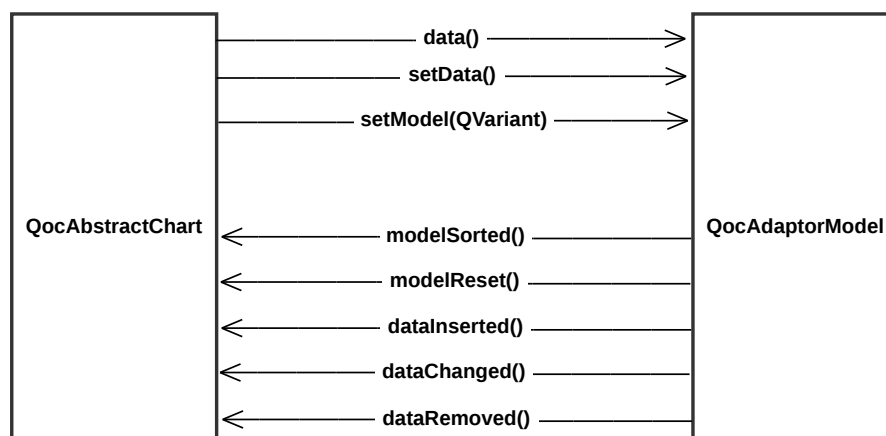 data()
setData()
setModel(QVariant)
QocAbstractChart
QocAdaptorModel
modelSorted()
modelReset()
dataInserted()
dataChanged()
dataRemoved()